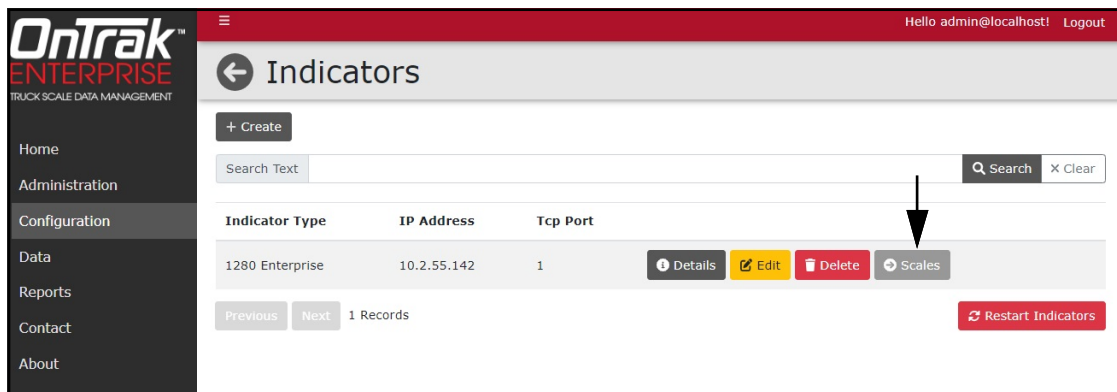 OnTrak™
ENTERPRISE
TRUCK SCALE DATA MANAGEMENT
Home
Administration
Configuration
Data
Reports
Contact
About
Hello admin@localhost! Logout
Indicators
+ Create
Search Text Search × Clear
Indicator Type IP Address Tcp Port
1280 Enterprise 10.2.55.142 1 Details Edit Delete Scales
Previous Next 1 Records Restart Indicators